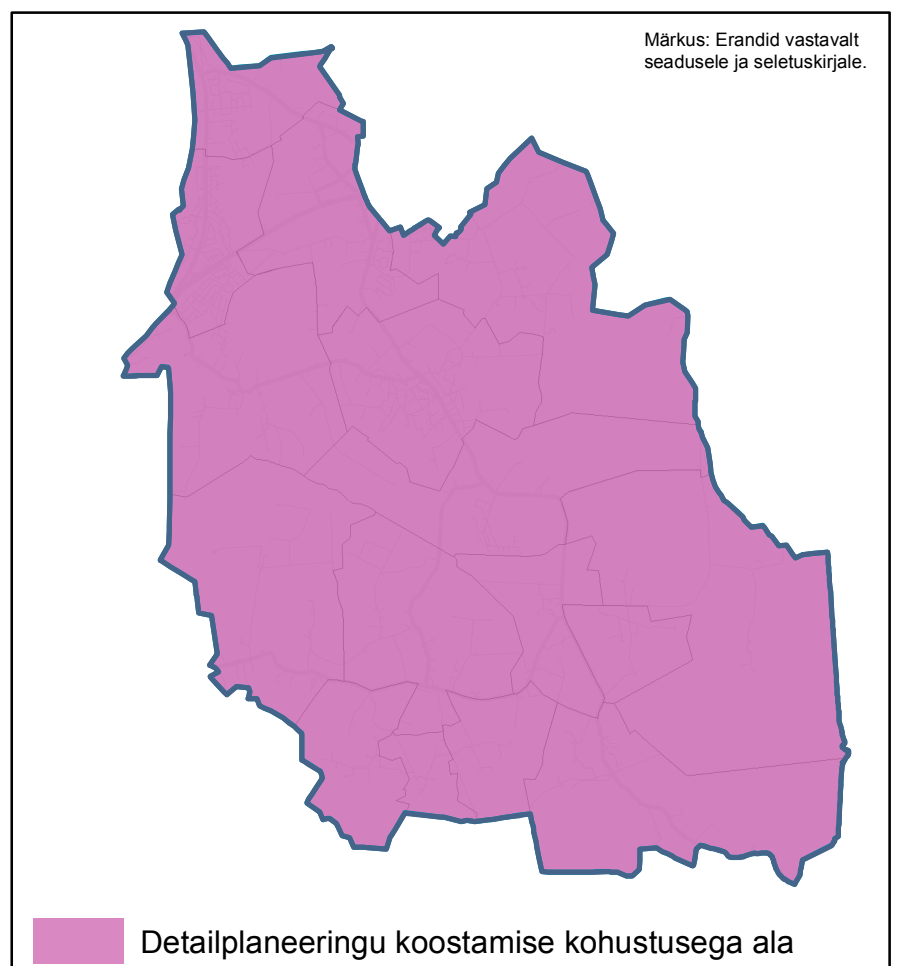 Märkus: Erandid vastavalt
seadusele ja seletuskirjale.
Detailplaneeringu koostamise kohustusega ala